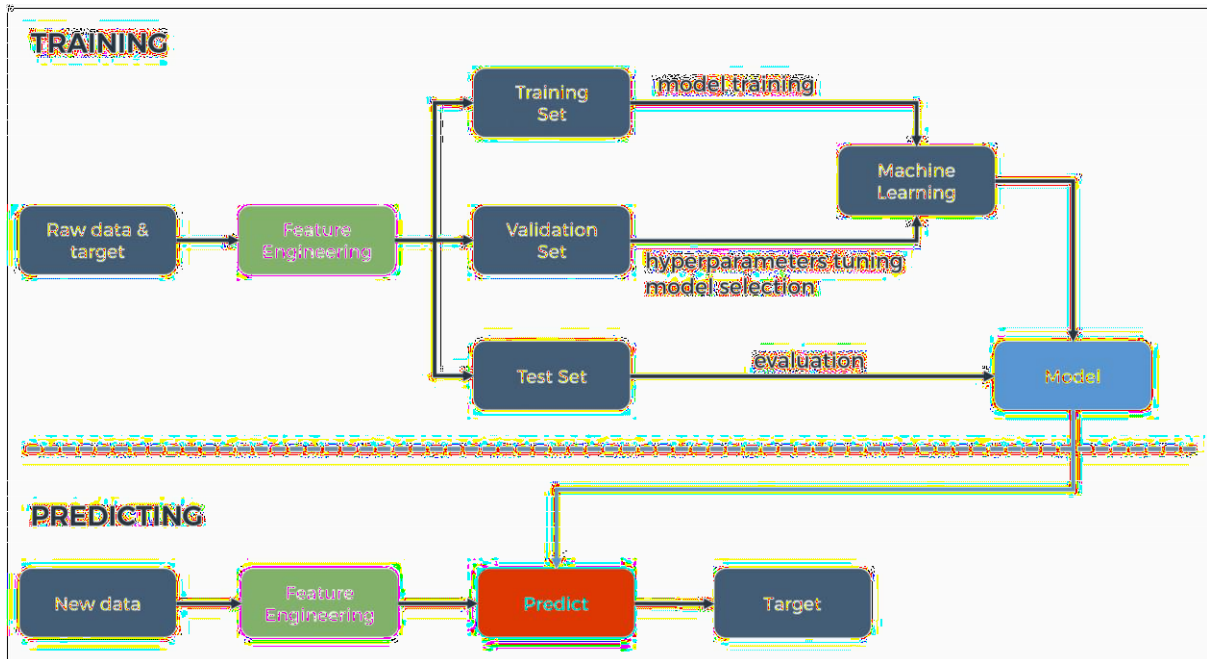 TRAINING
Training
Set
model training
Machine
Learning
Raw data &
target
Feature
Engineering
Validation
Set
hyperparameters tuning
model selection
Test Set
evaluation
Model
PREDICTING
New data
Feature
Engineering
Predict
Target